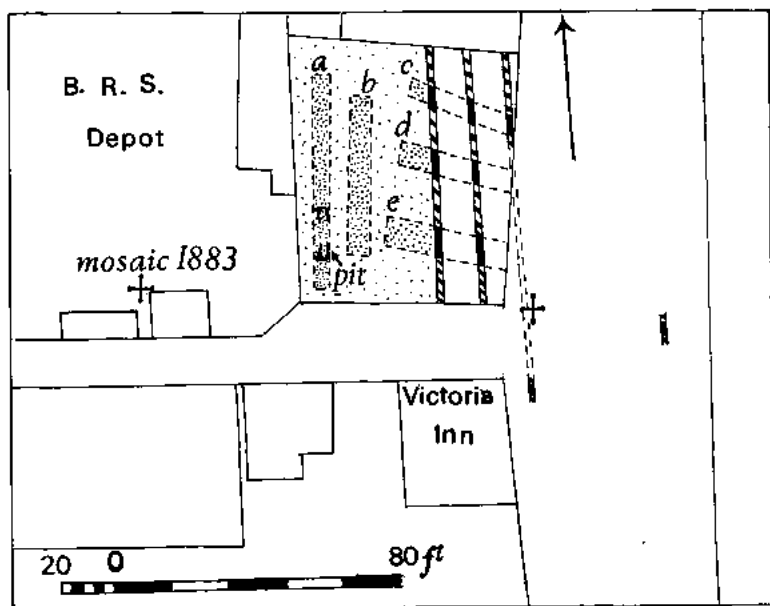 B. R. S.
Depot
a
b
c
d
e
pit
mosaic 1883
Victoria
Inn
20 0 80 ft